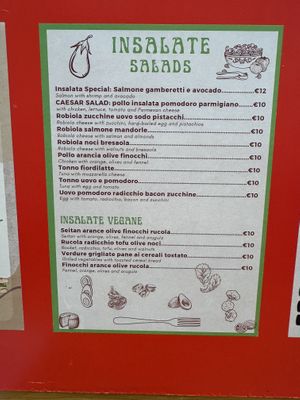 INSALATE
SALADS
Insalata Special: Salmone gamberetti e avocado...............€12
Salmon with shrimp and avocado
CAESAR SALAD: pollo insalata pomodoro parmigiano....€10
with chicken, lettuce, tomato and Parmesan cheese
Robiola zucchine uovo sodo pistacchi...............€10
Robiola cheese with zucchini, hard-boiled egg and pistachios
Robiola salmone mandorle...............€10
Robiola cheese with salmon and almonds
Robiola noci bresaola...............€10
Robiola cheese with walnuts and bresaola
Pollo arancia olive finocchi...............€10
Chicken with orange, olives and fennel
Tonno fiordilatte...............€10
Tuna with mozzarella cheese
Tonno uovo e pomodoro...............€10
Tuna with egg and tomato
Uovo pomodoro radicchio bacon zucchine...............€10
Egg with tomato, radicchio, bacon and zucchini
INSALATE VEGANE
Seitan arance olive finocchi rucola...............€10
Seitan with orange, olives, fennel and arugula
Rucola radicchio tofu olive noci...............€10
Rocket, radicchio, tofu, olives and walnuts
Verdure grigliate pane ai cereali tostato...............€10
Grilled vegetables with toasted cereal bread
Finocchi arance olive rucola...............€10
Fennel, orange, olives and arugula